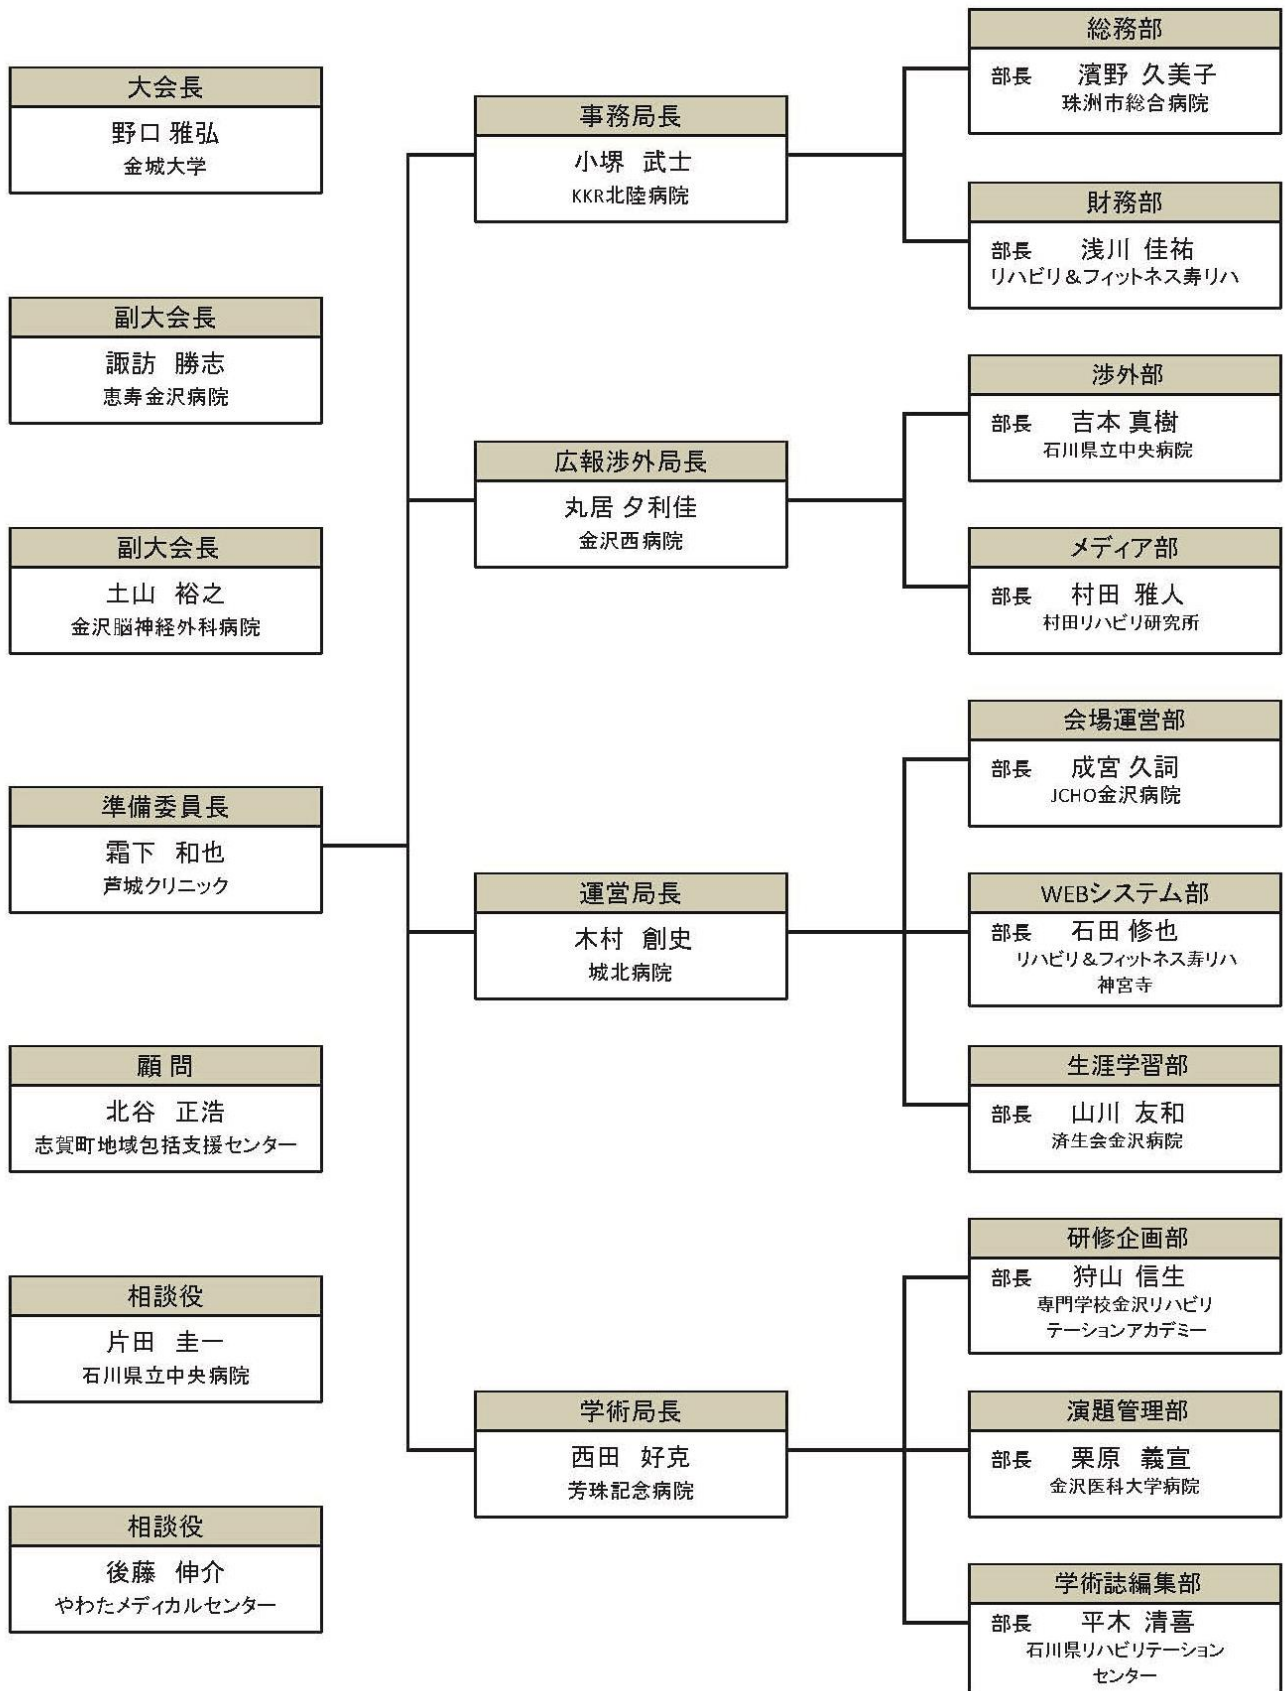 大会長
野口 雅弘
金城大学
副大会長
諏訪 勝志
恵寿金沢病院
副大会長
土山 裕之
金沢脳神経外科病院
準備委員長
霜下 和也
芦城クリニック
顧 問
北谷 正浩
志賀町地域包括支援センター
相談役
片田 圭一
石川県立中央病院
相談役
後藤 伸介
やわたメディカルセンター
事務局長
小堺 武士
KKR北陸病院
広報渉外局長
丸居 夕利佳
金沢西病院
運営局長
木村 創史
城北病院
学術局長
西田 好克
芳珠記念病院
総務部
部長 濱野 久美子
珠洲市総合病院
財務部
部長 浅川 佳祐
リハビリ&フィットネス寿リハ
渉外部
部長 吉本 真樹
石川県立中央病院
メディア部
部長 村田 雅人
村田リハビリ研究所
会場運営部
部長 成宮 久詞
JCHO金沢病院
WEBシステム部
部長 石田 修也
リハビリ&フィットネス寿リハ
神宮寺
生涯学習部
部長 山川 友和
済生会金沢病院
研修企画部
部長 狩山 信生
専門学校金沢リハビリ
テーションアカデミー
演題管理部
部長 栗原 義宣
金沢医科大学病院
学術誌編集部
部長 平木 清喜
石川県リハビリテーション
センター